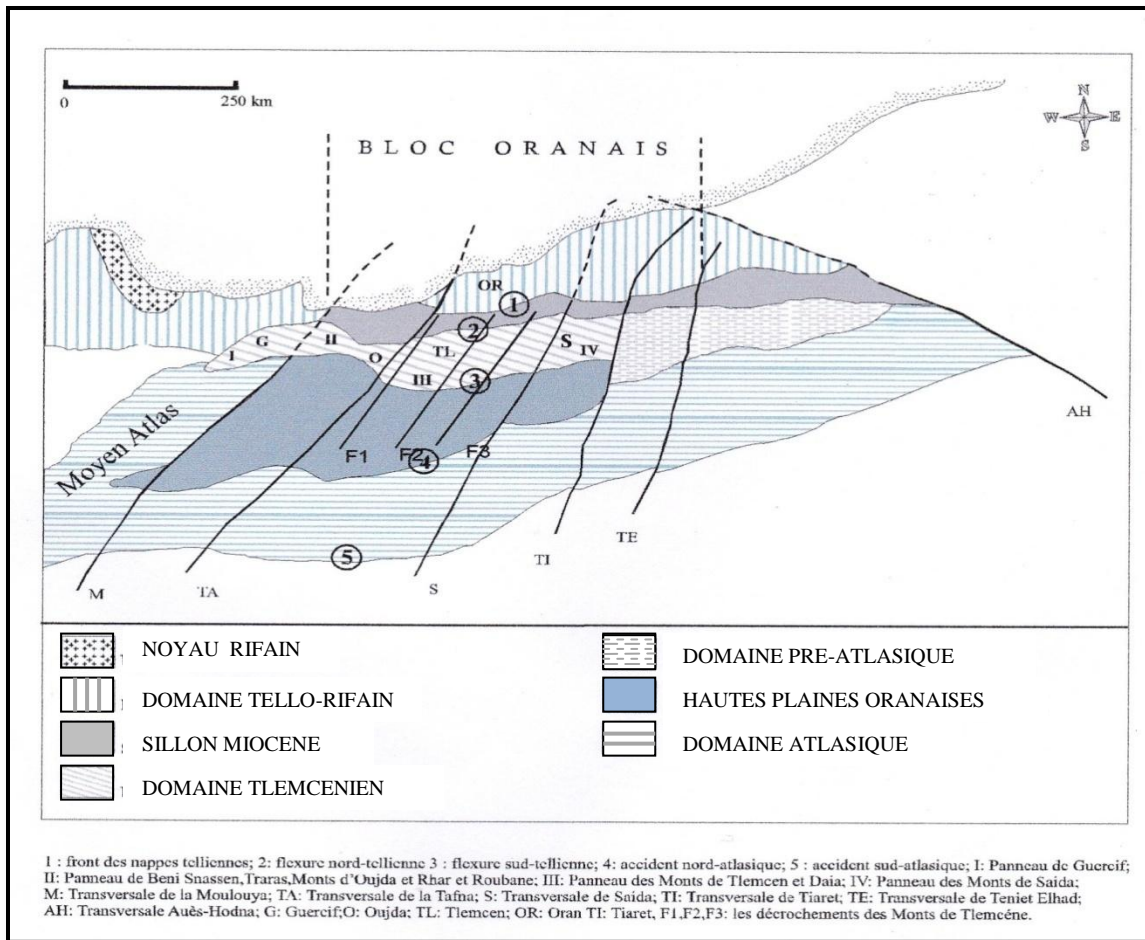 0 250 km
N
W E
S
BLOC ORANAIS
OR
1
G
II
2
I
O
TL
S
IV
III
3
Moyen Atlas
AH
F1
F2
F3
4
5
TI
TE
M
TA
S
NOYAU RIFAIN
DOMAINE PRE-ATLASIQUE
DOMAINE TELLO-RIFAIN
HAUTES PLAINES ORANAISES
SILLON MIOCENE
DOMAINE ATLASIQUE
DOMAINE TLEMCENIEN
1 : front des nappes telliennes; 2: flexure nord-tellienne 3 : flexure sud-tellienne; 4: accident nord-atlasique; 5 : accident sud-atlasique; I: Panneau de Guercif;
II: Panneau de Beni Snassen,Traras,Monts d'Oujda et Rhar et Roubane; III: Panneau des Monts de Tlemcen et Daia; IV: Panneau des Monts de Saida;
M: Transversale de la Moulouya; TA: Transversale de la Tafna; S: Transversale de Saida; TI: Transversale de Tiaret; TE: Transversale de Teniet Elhad;
AH: Transversale Auès-Hodna; G: Guercif;O: Oujda; TL: Tlemcen; OR: Oran TI: Tiaret, F1,F2,F3: les décrochements des Monts de Tlemcéne.